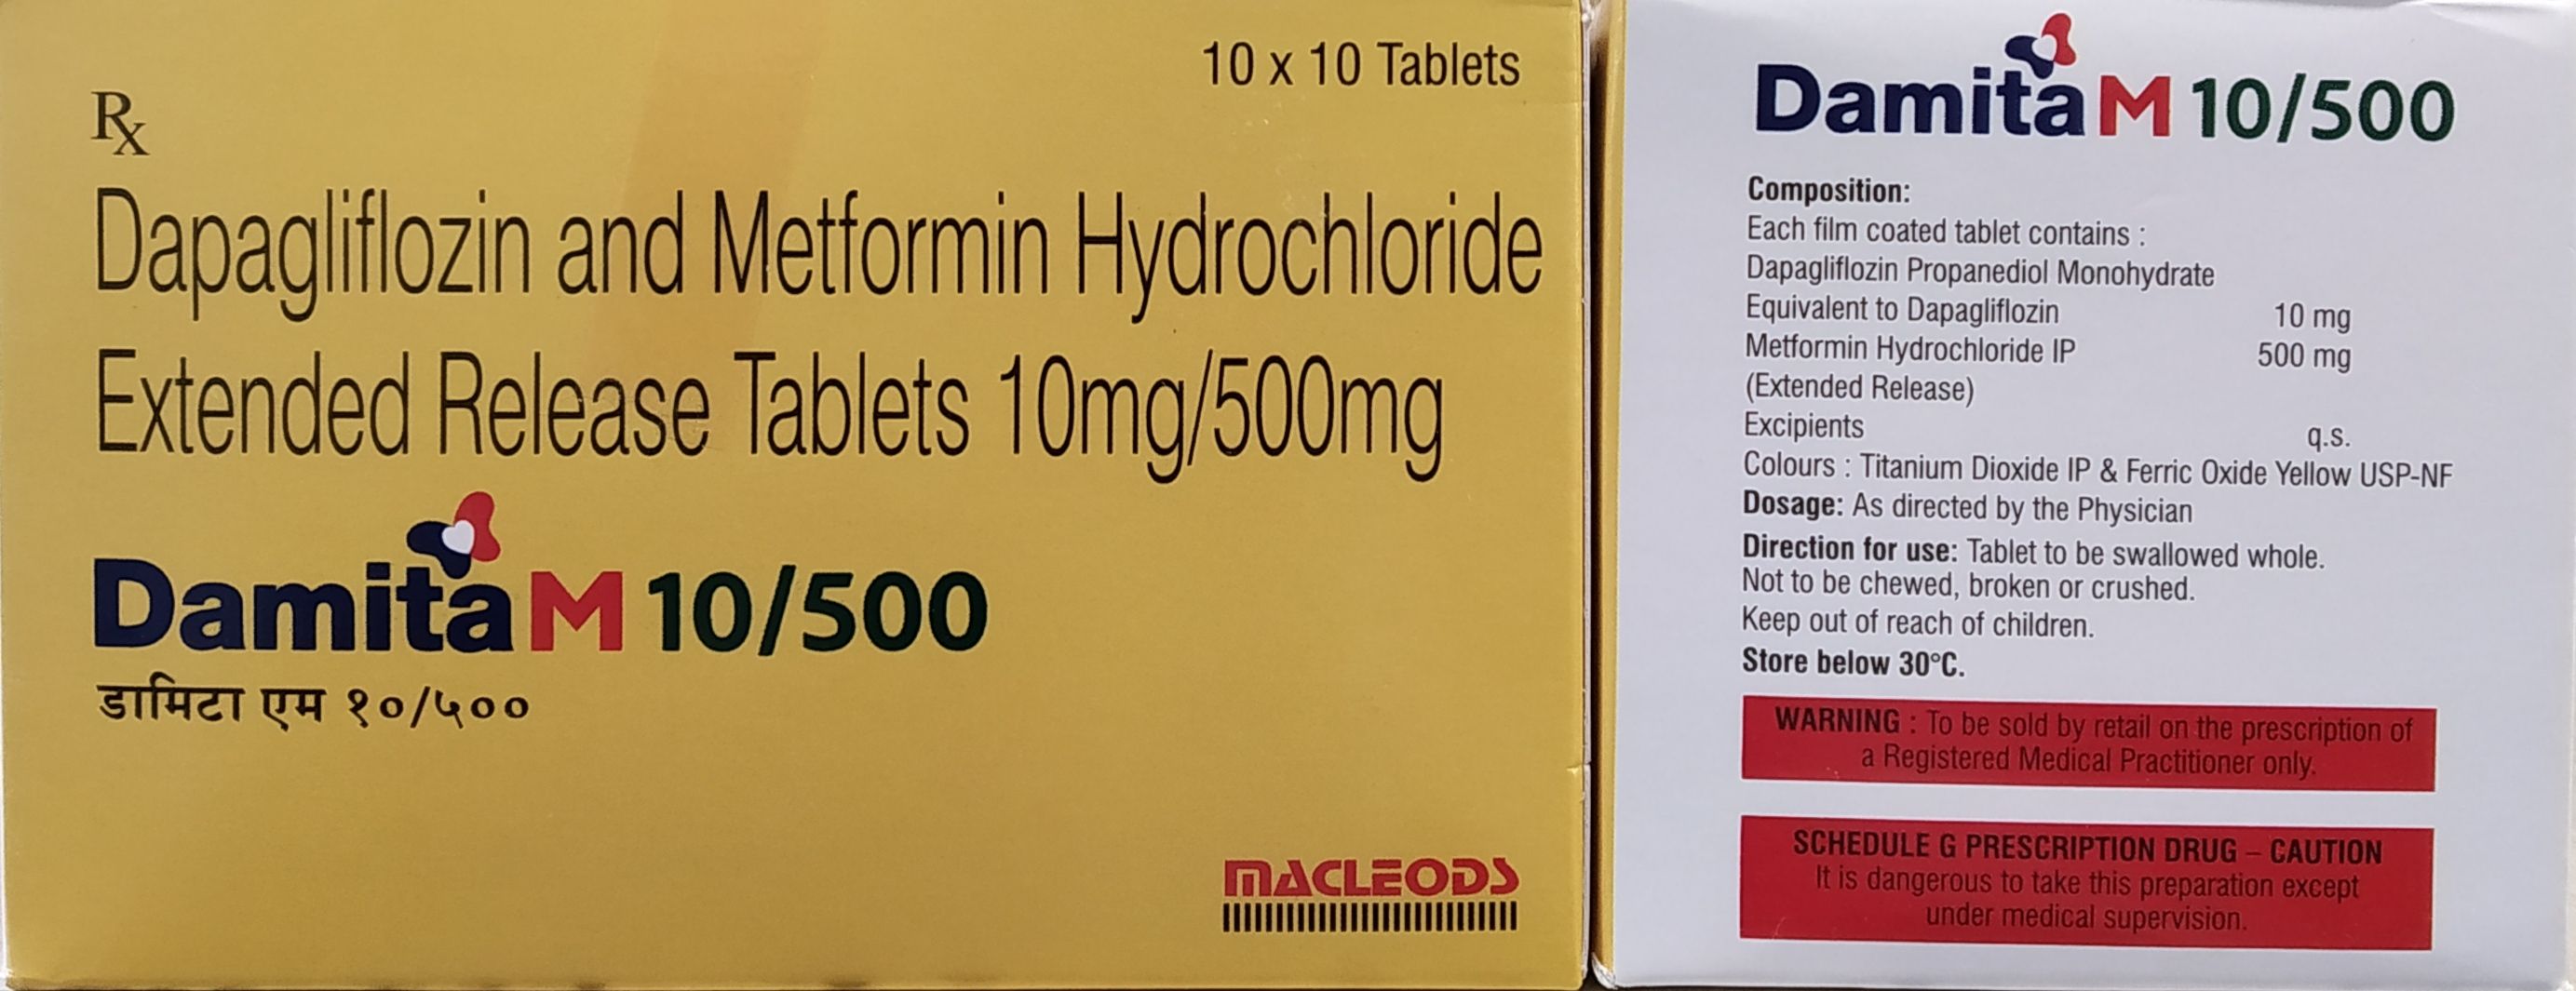 10 x 10 Tablets
Rx
Dapagliflozin and Metformin Hydrochloride
Extended Release Tablets 10mg/500mg
Damita M 10/500
डामिटा एम १०/५००
MACLEODS
Damita M 10/500
Composition:
Each film coated tablet contains :
Dapagliflozin Propanediol Monohydrate
Equivalent to Dapagliflozin 10 mg
Metformin Hydrochloride IP 500 mg
(Extended Release)
Excipients q.s.
Colours : Titanium Dioxide IP & Ferric Oxide Yellow USP-NF
Dosage: As directed by the Physician
Direction for use: Tablet to be swallowed whole.
Not to be chewed, broken or crushed.
Keep out of reach of children.
Store below 30°C.
WARNING : To be sold by retail on the prescription of
a Registered Medical Practitioner only.
SCHEDULE G PRESCRIPTION DRUG – CAUTION
It is dangerous to take this preparation except
under medical supervision.